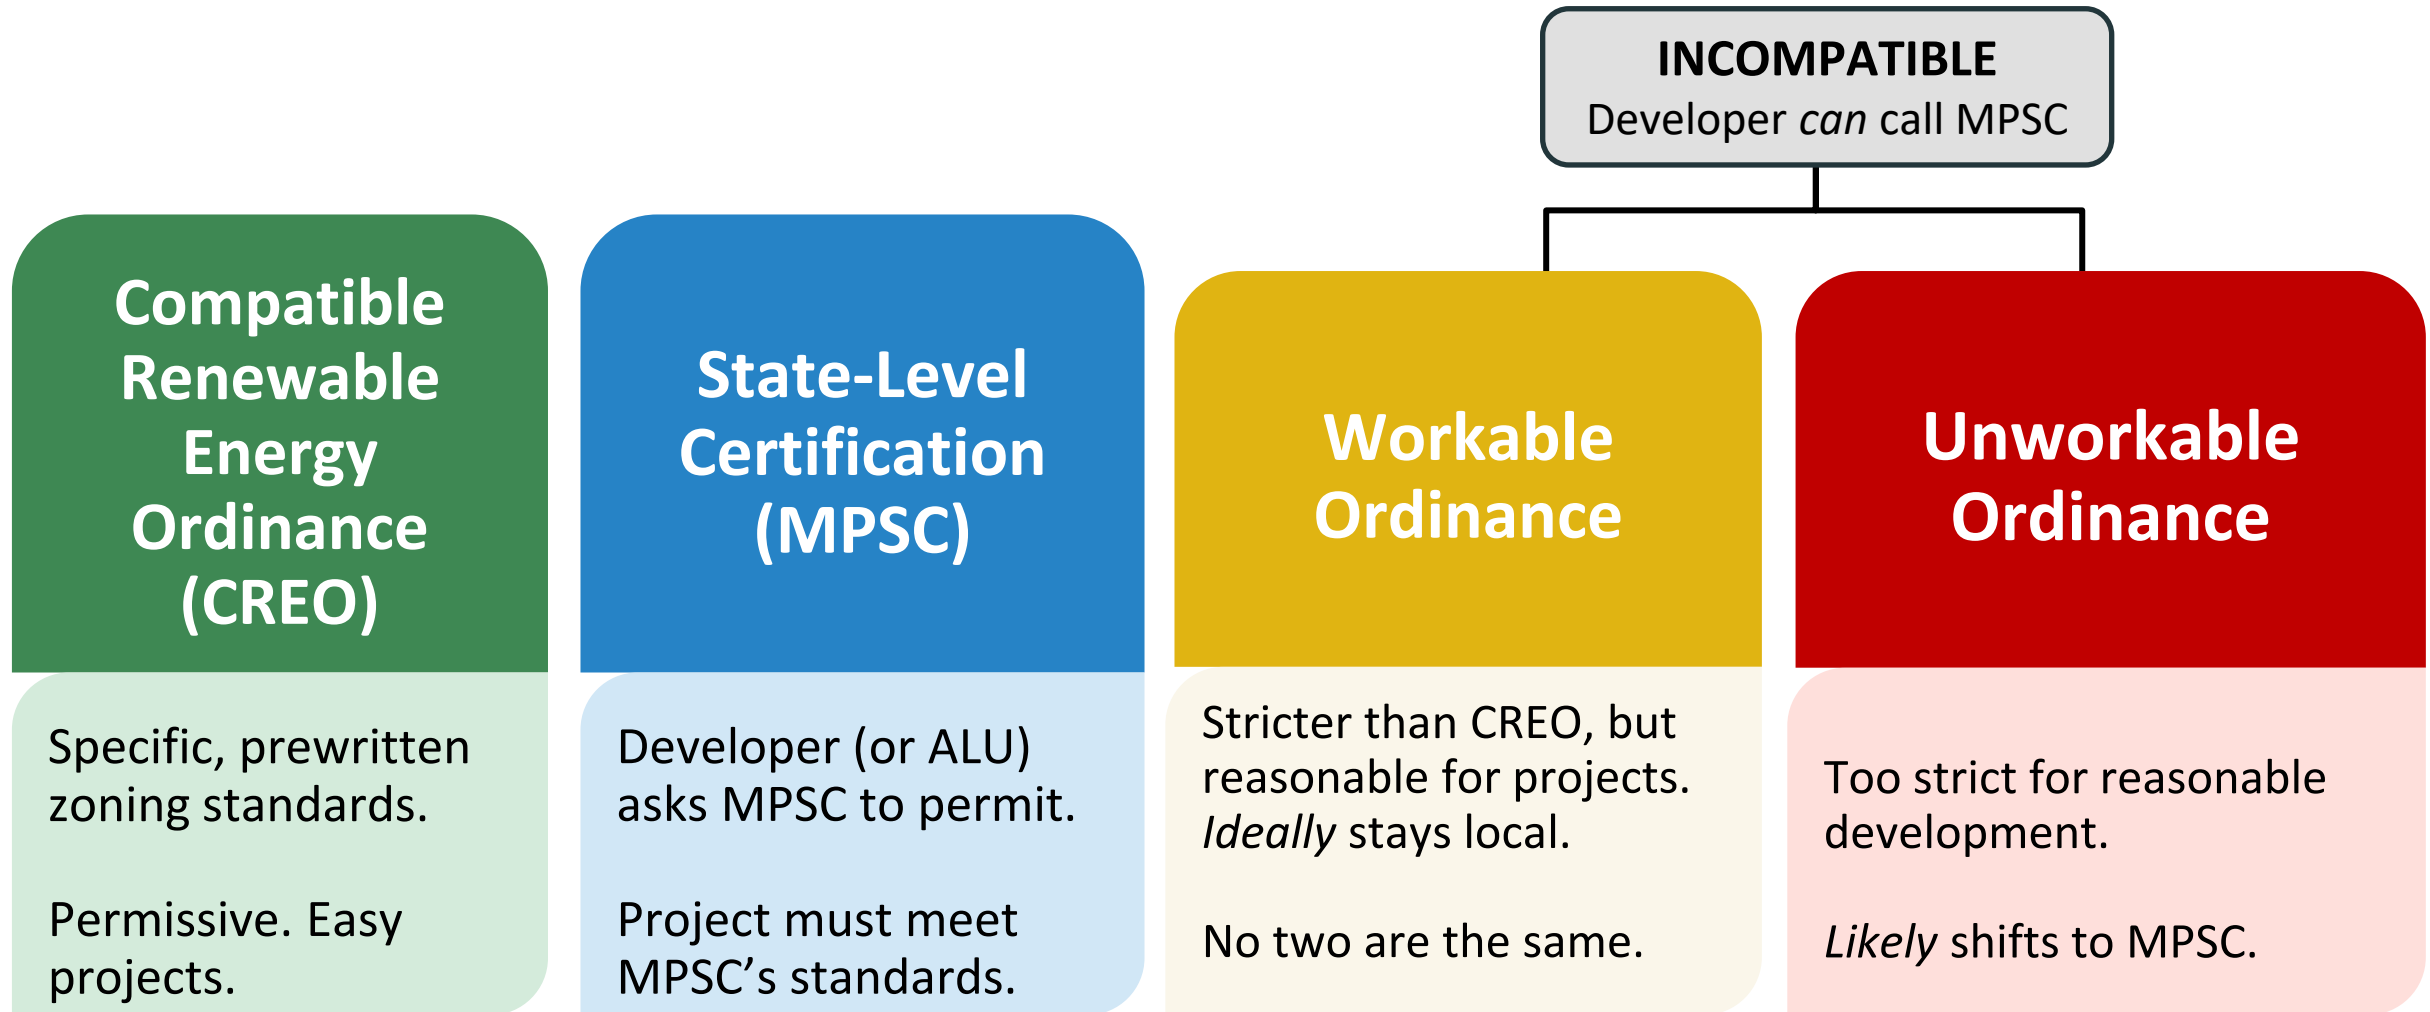 INCOMPATIBLE
Developer can call MPSC
Compatible
Renewable
Energy
Ordinance
(CREO)
Specific, prewritten
zoning standards.
Permissive. Easy
projects.
State-Level
Certification
(MPSC)
Developer (or ALU)
asks MPSC to permit.
Project must meet
MPSC’s standards.
Workable
Ordinance
Stricter than CREO, but
reasonable for projects.
Ideally stays local.
No two are the same.
Unworkable
Ordinance
Too strict for reasonable
development.
Likely shifts to MPSC.